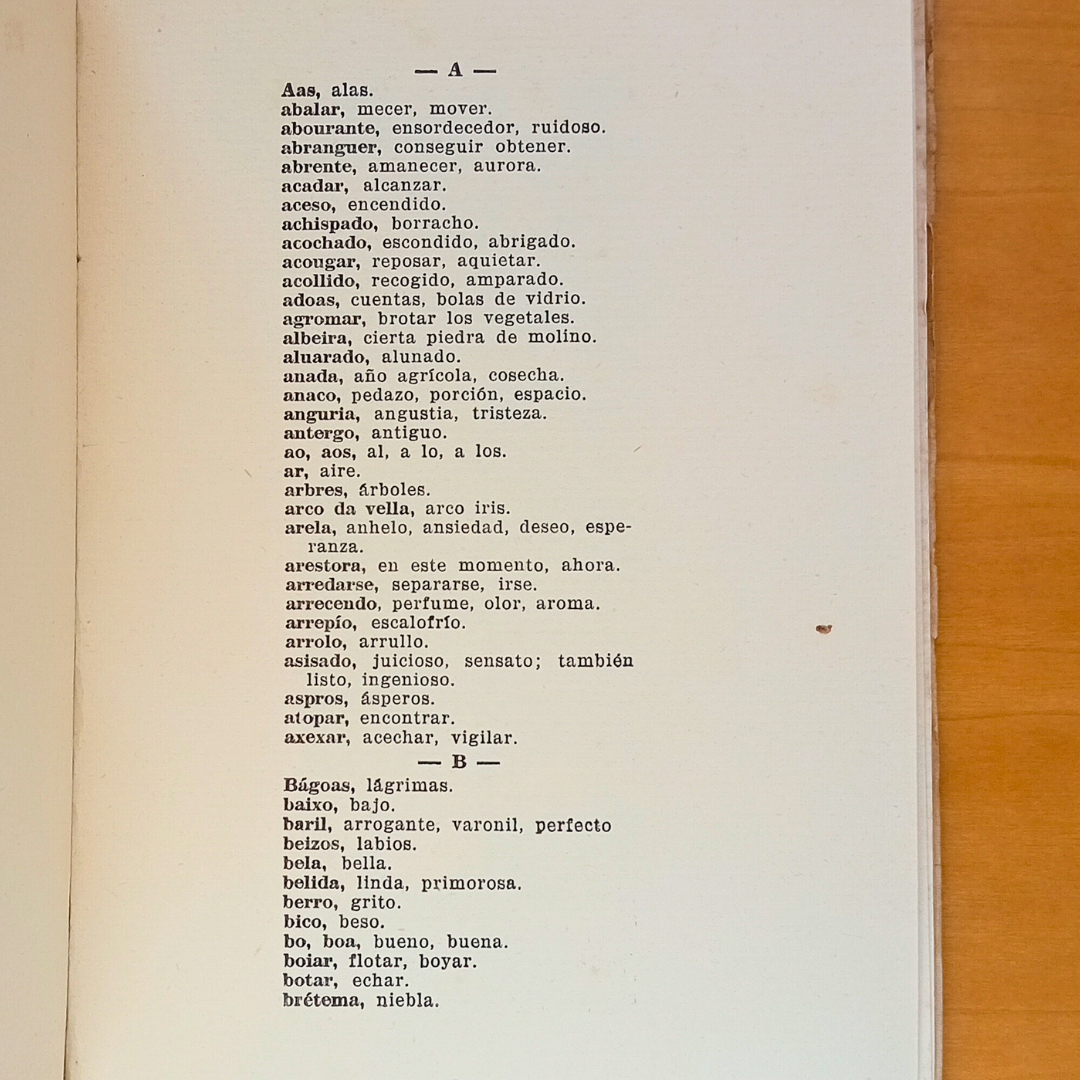 — A —
Aas, alas.
abalar, mecer, mover.
abourante, ensordecedor, ruidoso.
abranguer, conseguir obtener.
abrente, amanecer, aurora.
acadar, alcanzar.
aceso, encendido.
achispado, borracho.
acochado, escondido, abrigado.
acougar, reposar, aquietar.
acollido, recogido, amparado.
adoas, cuentas, bolas de vidrio.
agromar, brotar los vegetales.
albeira, cierta piedra de molino.
aluarado, alunado.
anada, año agrícola, cosecha.
anaco, pedazo, porción, espacio.
anguria, angustia, tristeza.
antergo, antiguo.
ao, aos, al, a lo, a los.
ar, aire.
arbres, árboles.
arco da vella, arco iris.
arela, anhelo, ansiedad, deseo, espe-
ranza.
arestora, en este momento, ahora.
arredarse, separarse, irse.
arrecendo, perfume, olor, aroma.
arrepío, escalofrío.
arrolo, arrullo.
asisado, juicioso, sensato; también
listo, ingenioso.
aspros, ásperos.
atopar, encontrar.
axexar, acechar, vigilar.
— B —
Bágoas, lágrimas.
baixo, bajo.
baril, arrogante, varonil, perfecto
beizos, labios.
bela, bella.
belida, linda, primorosa.
berro, grito.
bico, beso.
bo, boa, bueno, buena.
boiar, flotar, boyar.
botar, echar.
brétema, niebla.